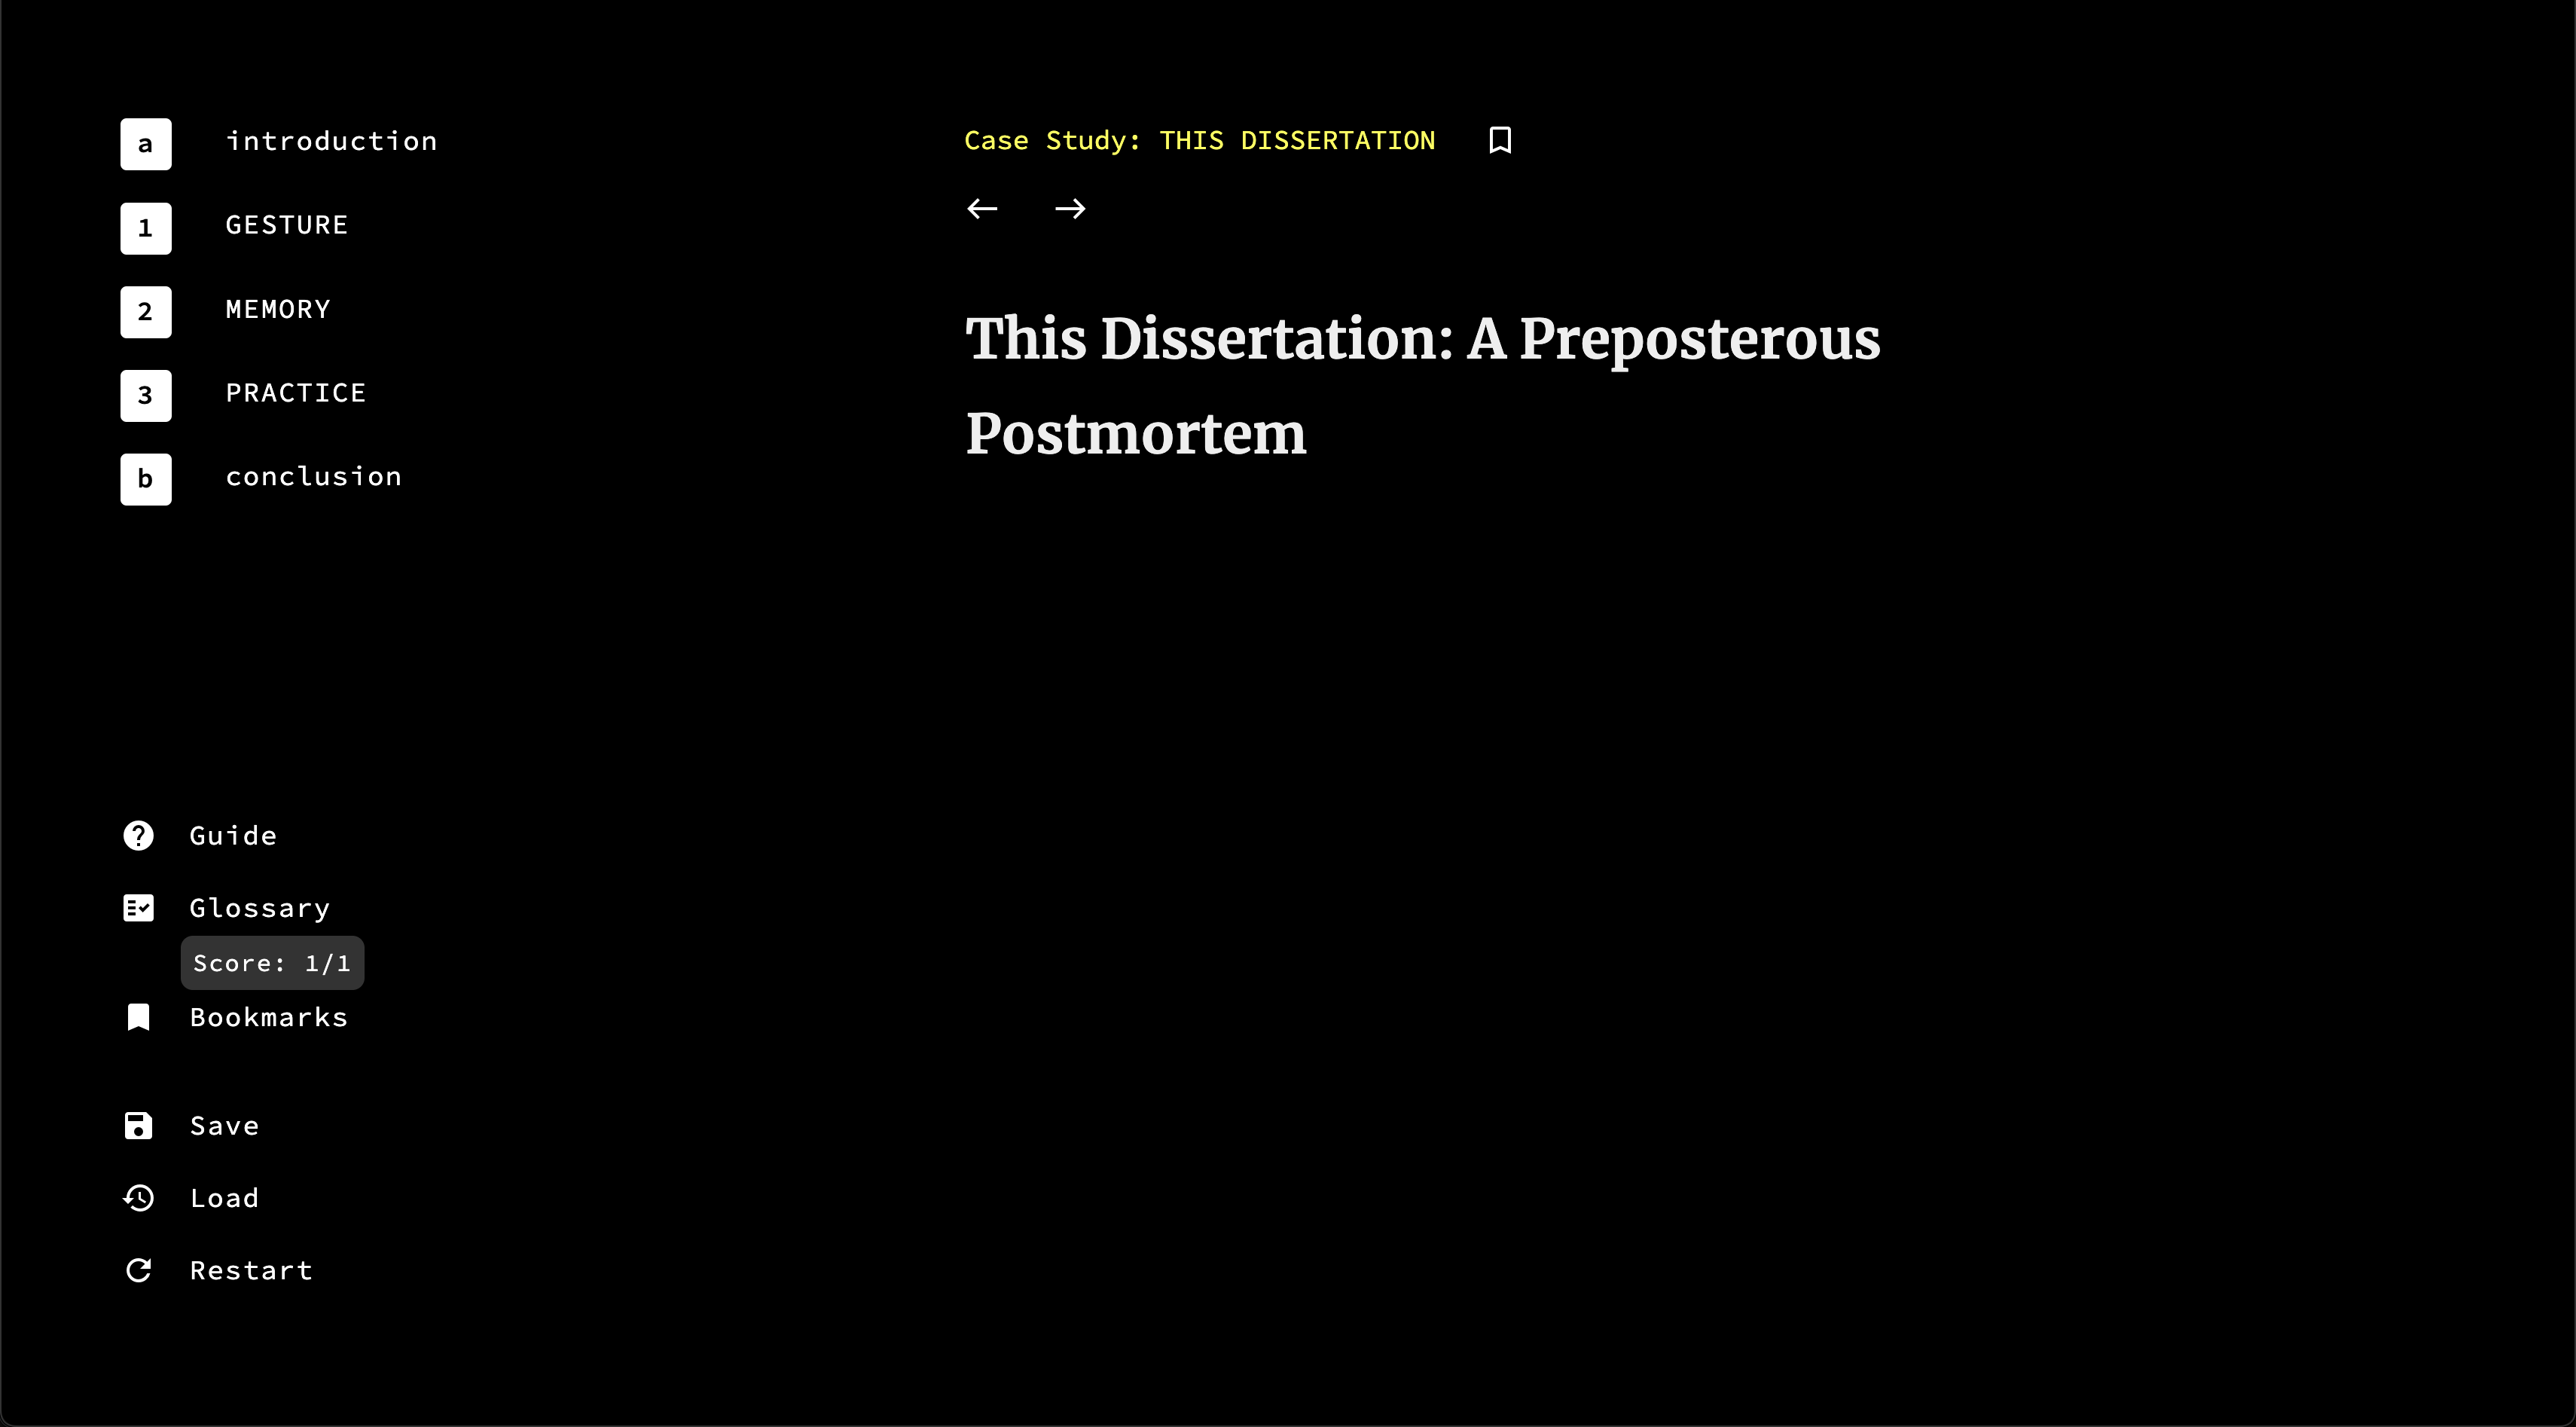 a introduction
1 GESTURE
2 MEMORY
3 PRACTICE
b conclusion
Guide
Glossary
Score: 1/1
Bookmarks
Save
Load
Restart
Case Study: THIS DISSERTATION
This Dissertation: A Preposterous
Postmortem